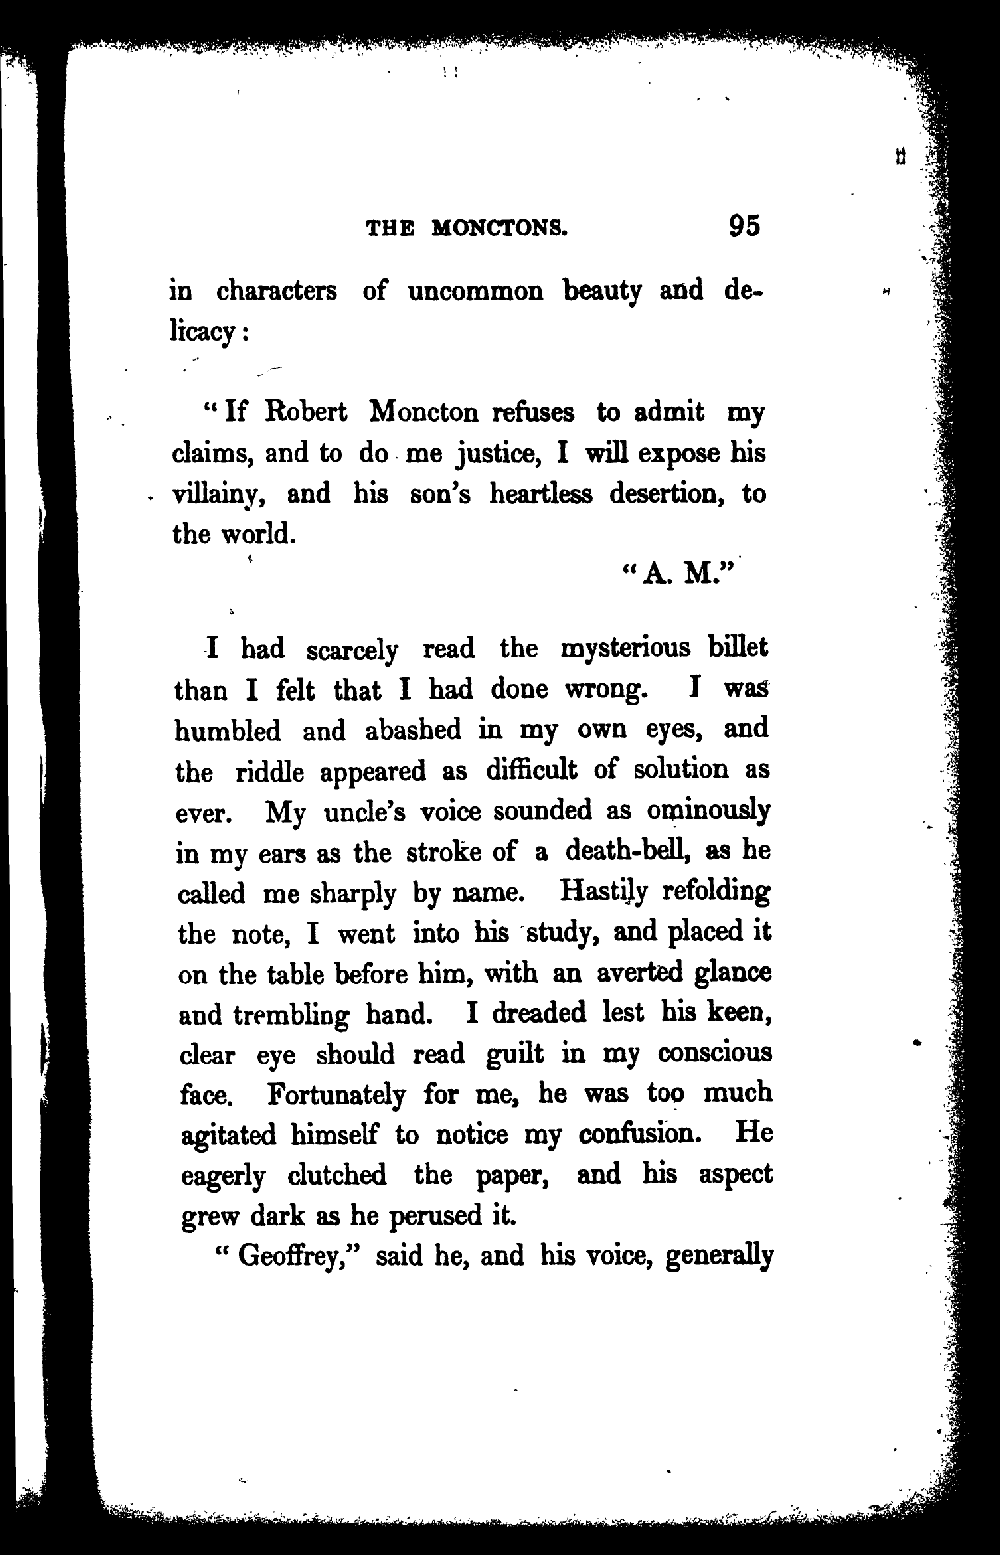 THE MONCTONS. 95
in characters of uncommon beauty and de-
licacy:
“If Robert Moncton refuses to admit my
claims, and to do me justice, I will expose his
villainy, and his son’s heartless desertion, to
the world.
“A. M.”
I had scarcely read the mysterious billet
than I felt that I had done wrong. I was
humbled and abashed in my own eyes, and
the riddle appeared as difficult of solution as
ever. My uncle’s voice sounded as ominously
in my ears as the stroke of a death-bell, as he
called me sharply by name. Hastily refolding
the note, I went into his study, and placed it
on the table before him, with an averted glance
and trembling hand. I dreaded lest his keen,
clear eye should read guilt in my conscious
face. Fortunately for me, he was too much
agitated himself to notice my confusion. He
eagerly clutched the paper, and his aspect
grew dark as he perused it.
“Geoffrey,” said he, and his voice, generally